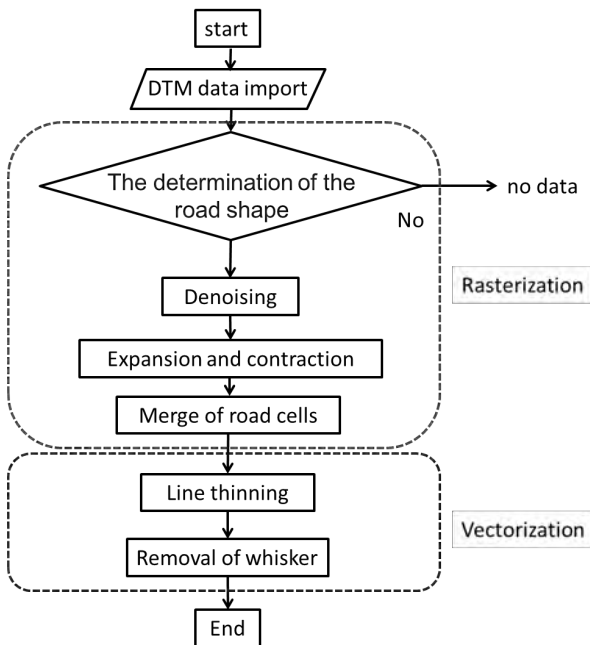 start
DTM data import
The determination of the
road shape
no data
No
Rasterization
Denoising
Expansion and contraction
Merge of road cells
Line thinning
Vectorization
Removal of whisker
End